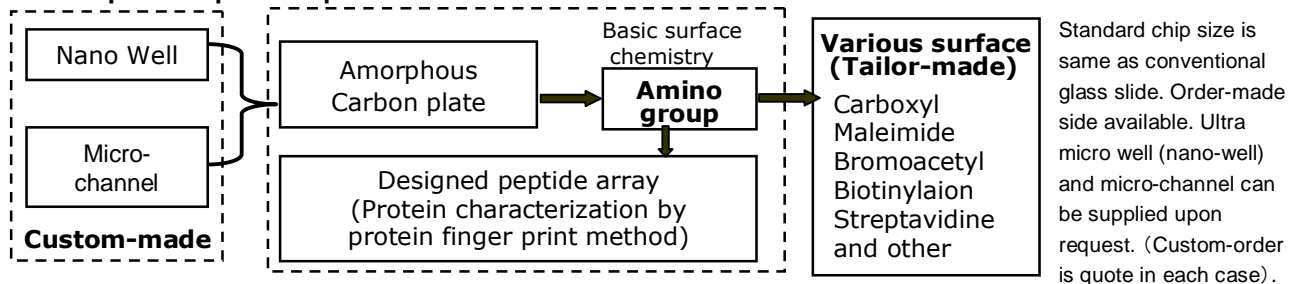 Nano Well
Micro-
channel
Custom-made
Amorphous
Carbon plate
Basic surface
chemistry
Amino
group
Designed peptide array
(Protein characterization by
protein finger print method)
Various surface
(Tailor-made)
Carboxyl
Maleimide
Bromoacetyl
Biotinylaion
Streptavidine
and other
Standard chip size is
same as conventional
glass slide. Order-made
side available. Ultra
micro well (nano-well)
and micro-channel can
be supplied upon
request. (Custom-order
is quote in each case).